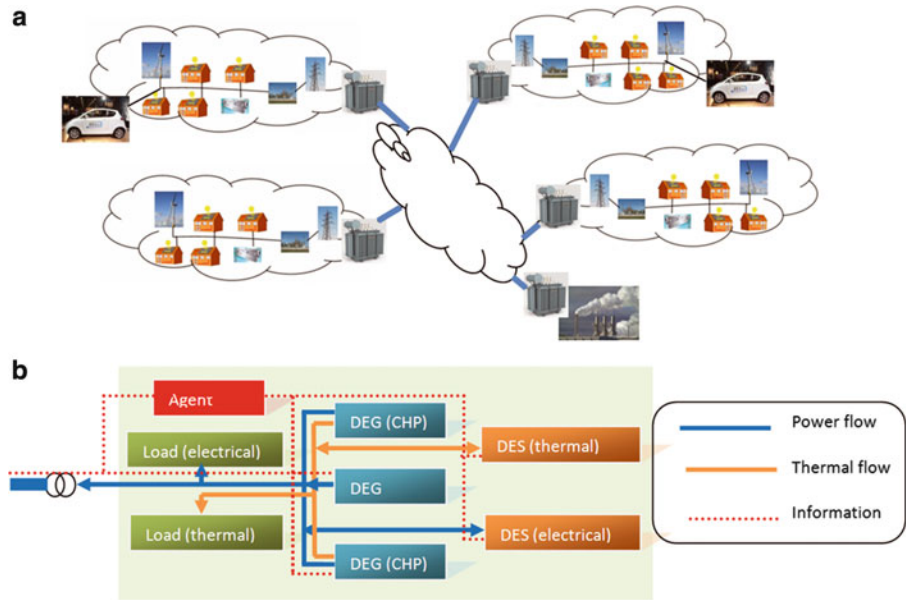 a
b
Agent
DEG (CHP)
Load (electrical)
DES (thermal)
DEG
Load (thermal)
DES (electrical)
DEG (CHP)
Power flow
Thermal flow
Information